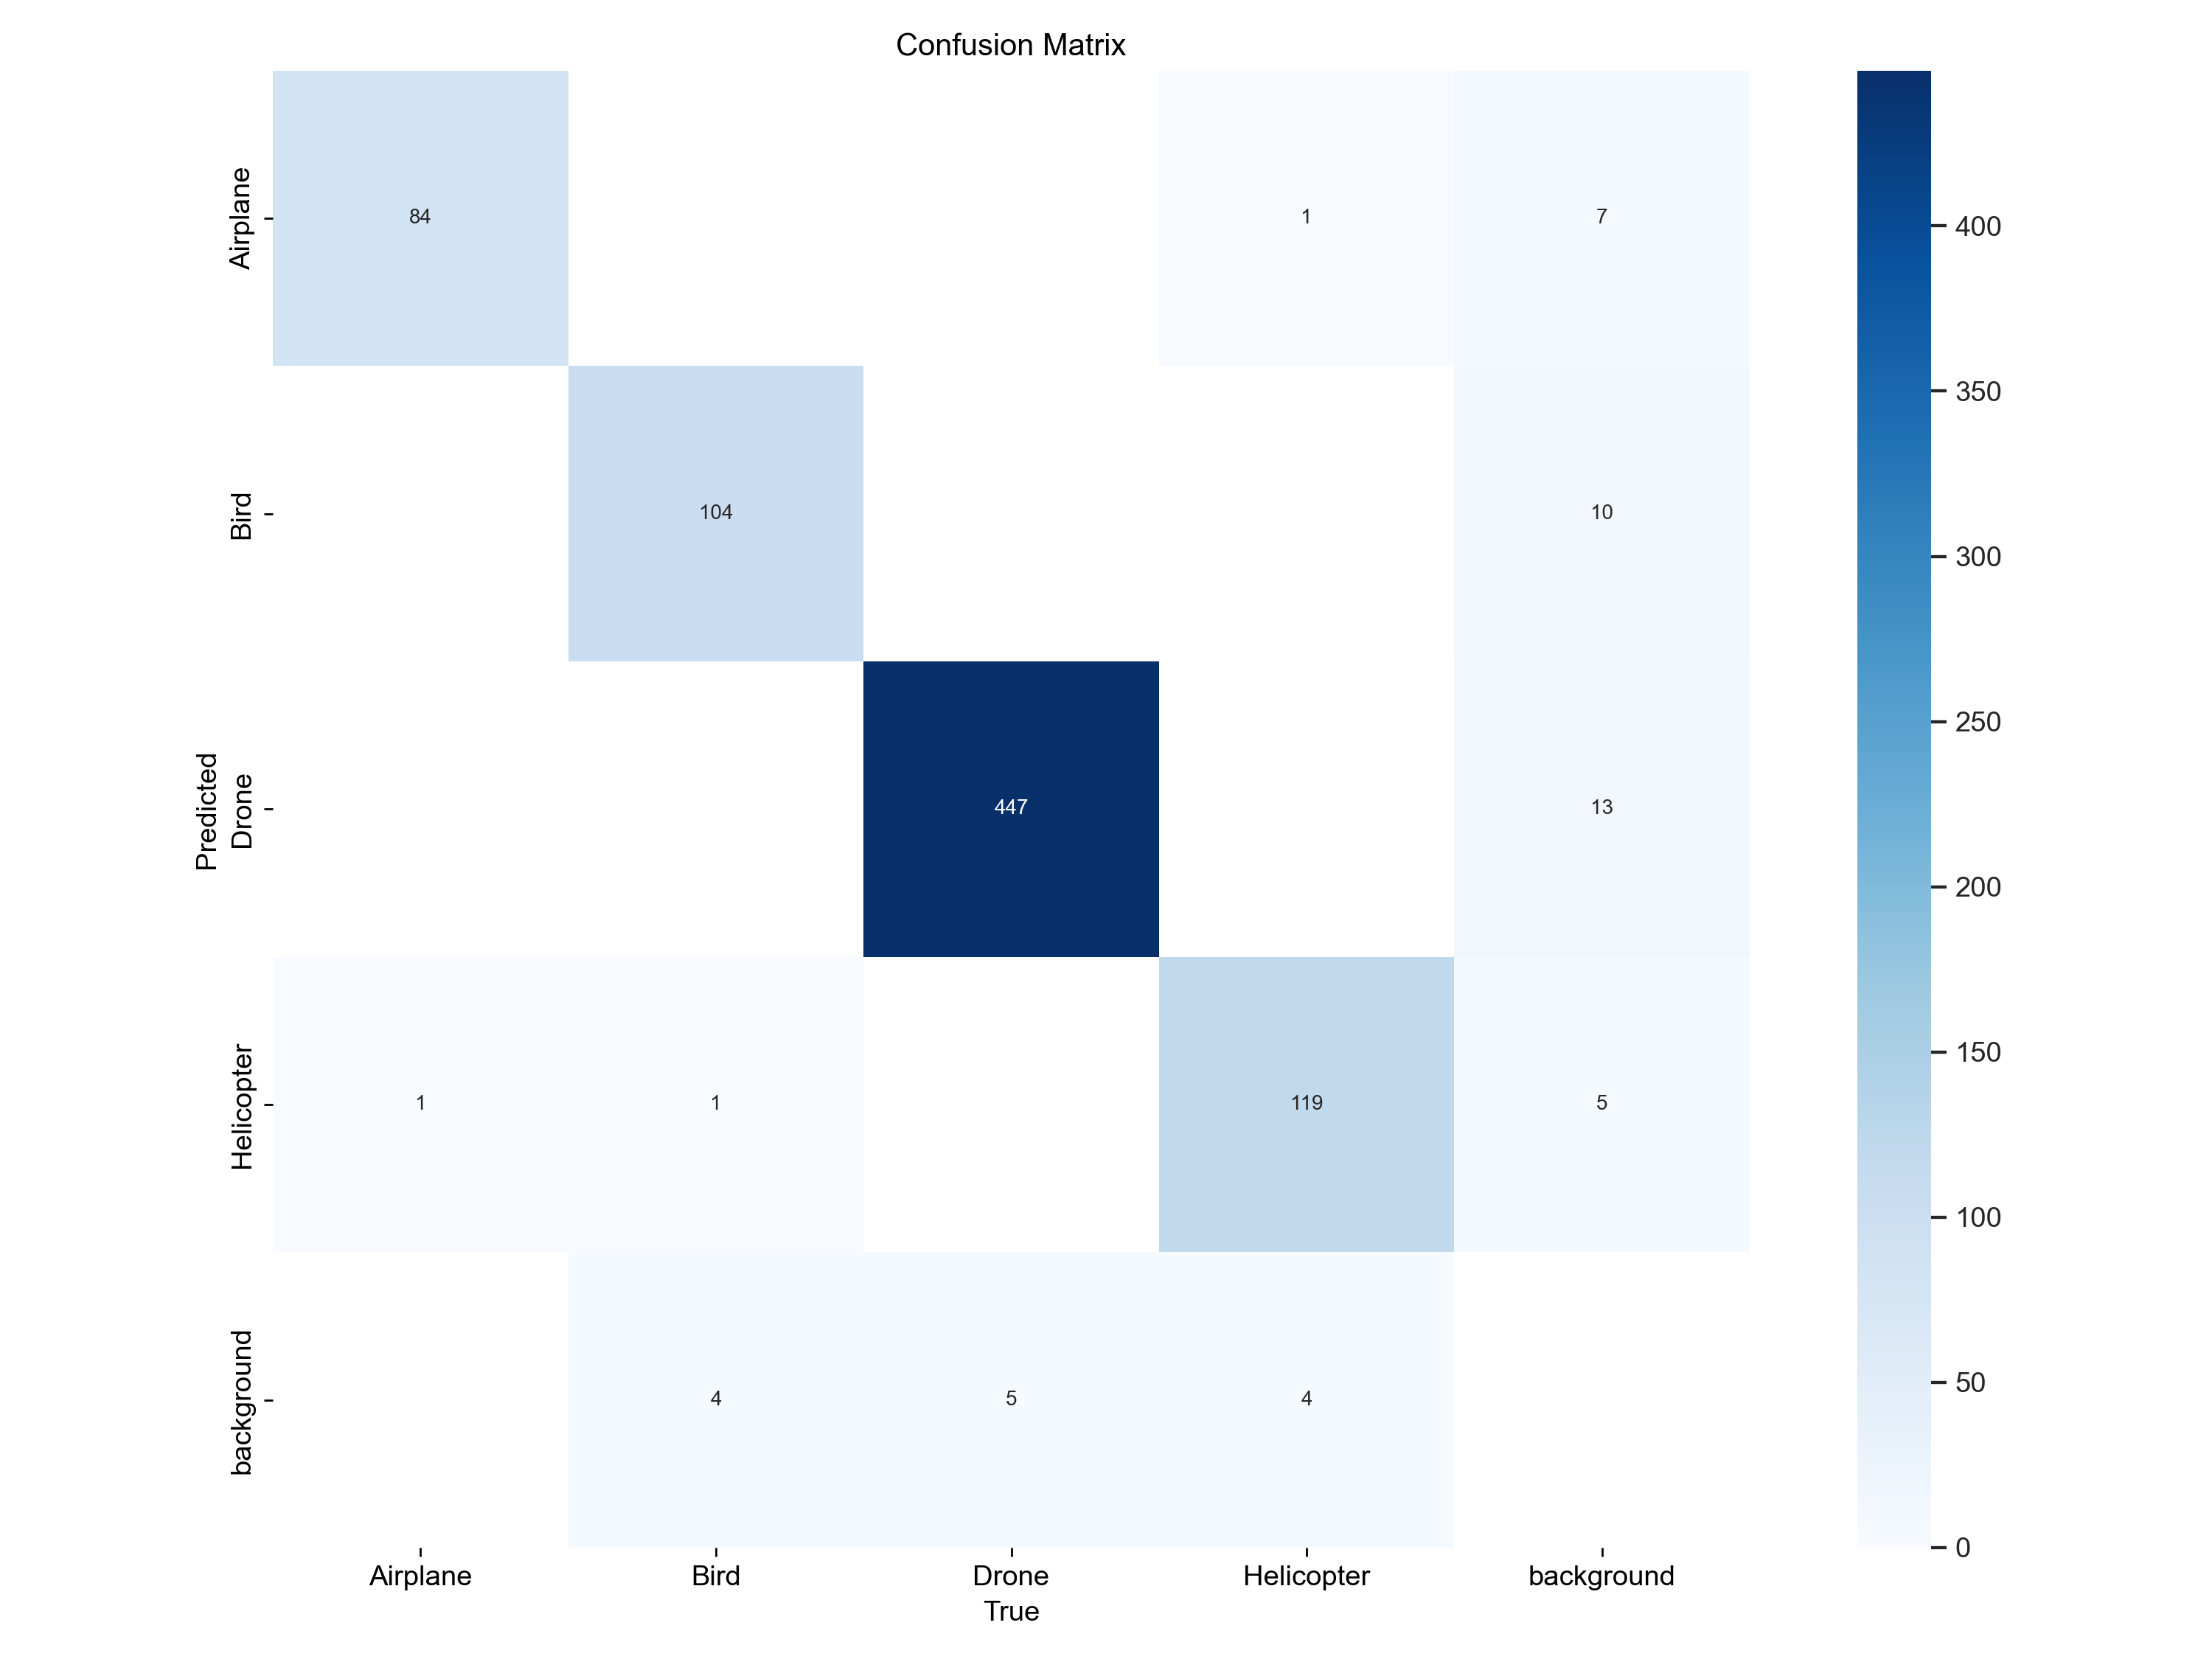 Confusion Matrix
Airplane
84
1
7
400
350
Bird
104
10
300
250
Predicted
Drone
447
13
200
150
Helicopter
1
1
119
5
100
background
4
5
4
50
0
Airplane
Bird
Drone
Helicopter
background
True